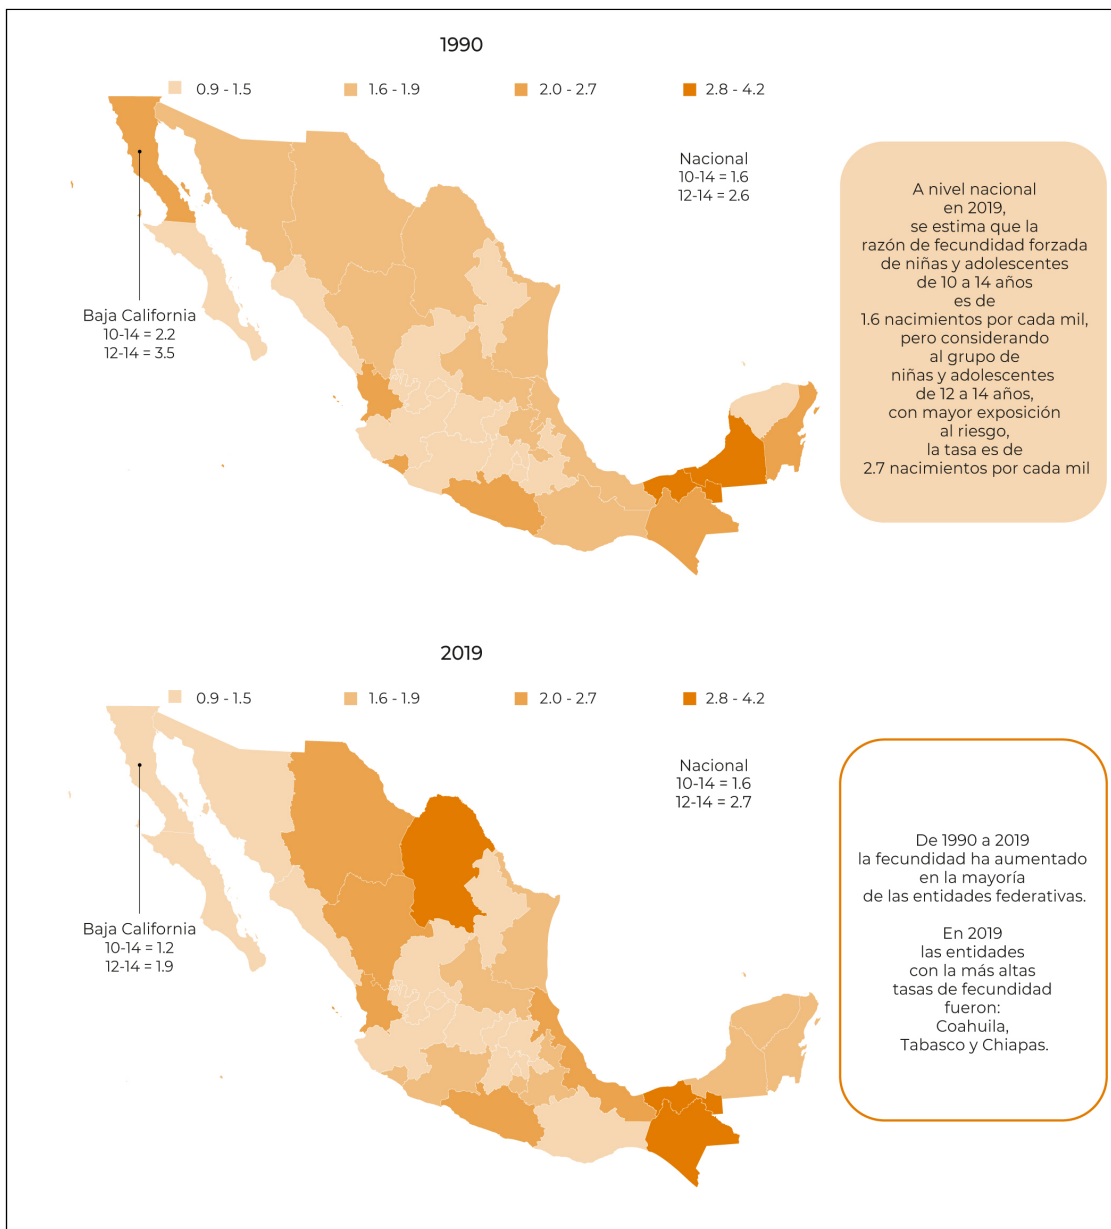 1990
0.9 - 1.5
1.6 - 1.9
2.0 - 2.7
2.8 - 4.2
Nacional
10-14 = 1.6
12-14 = 2.6
Baja California
10-14 = 2.2
12-14 = 3.5
A nivel nacional
en 2019,
se estima que la
razón de fecundidad forzada
de niñas y adolescentes
de 10 a 14 años
es de
1.6 nacimientos por cada mil,
pero considerando
al grupo de
niñas y adolescentes
de 12 a 14 años,
con mayor exposición
al riesgo,
la tasa es de
2.7 nacimientos por cada mil
2019
0.9 - 1.5
1.6 - 1.9
2.0 - 2.7
2.8 - 4.2
Nacional
10-14 = 1.6
12-14 = 2.7
Baja California
10-14 = 1.2
12-14 = 1.9
De 1990 a 2019
la fecundidad ha aumentado
en la mayoría
de las entidades federativas.
En 2019
las entidades
con la más altas
tasas de fecundidad
fueron:
Coahuila,
Tabasco y Chiapas.